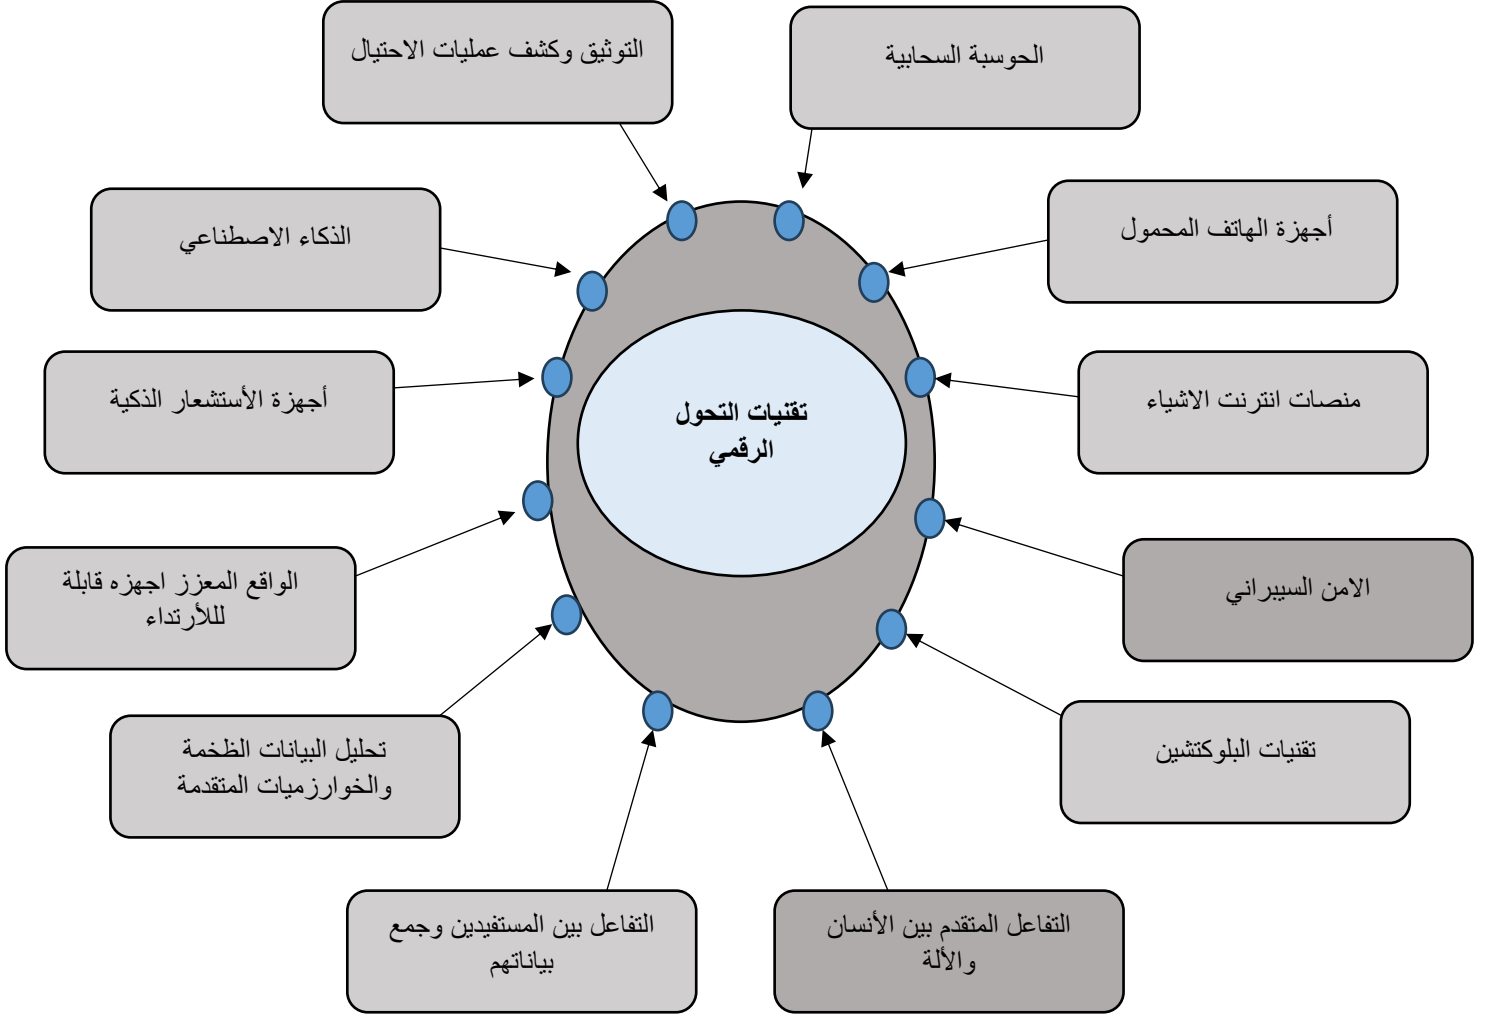 التوثيق وكشف عمليات الاحتيال
الحوسبة السحابية
الذكاء الاصطناعي
أجهزة الهاتف المحمول
أجهزة الأستشعار الذكية
منصات انترنت الاشياء
تقنيات التحول
الرقمي
الواقع المعزز اجهزه قابلة
لللأرتداء
الامن السيبراني
تحليل البيانات الظخمة
والخوارزميات المتقدمة
تقنيات البلوكتشين
التفاعل بين المستفيدين وجمع
بياناتهم
التفاعل المتقدم بين الأنسان
والألة